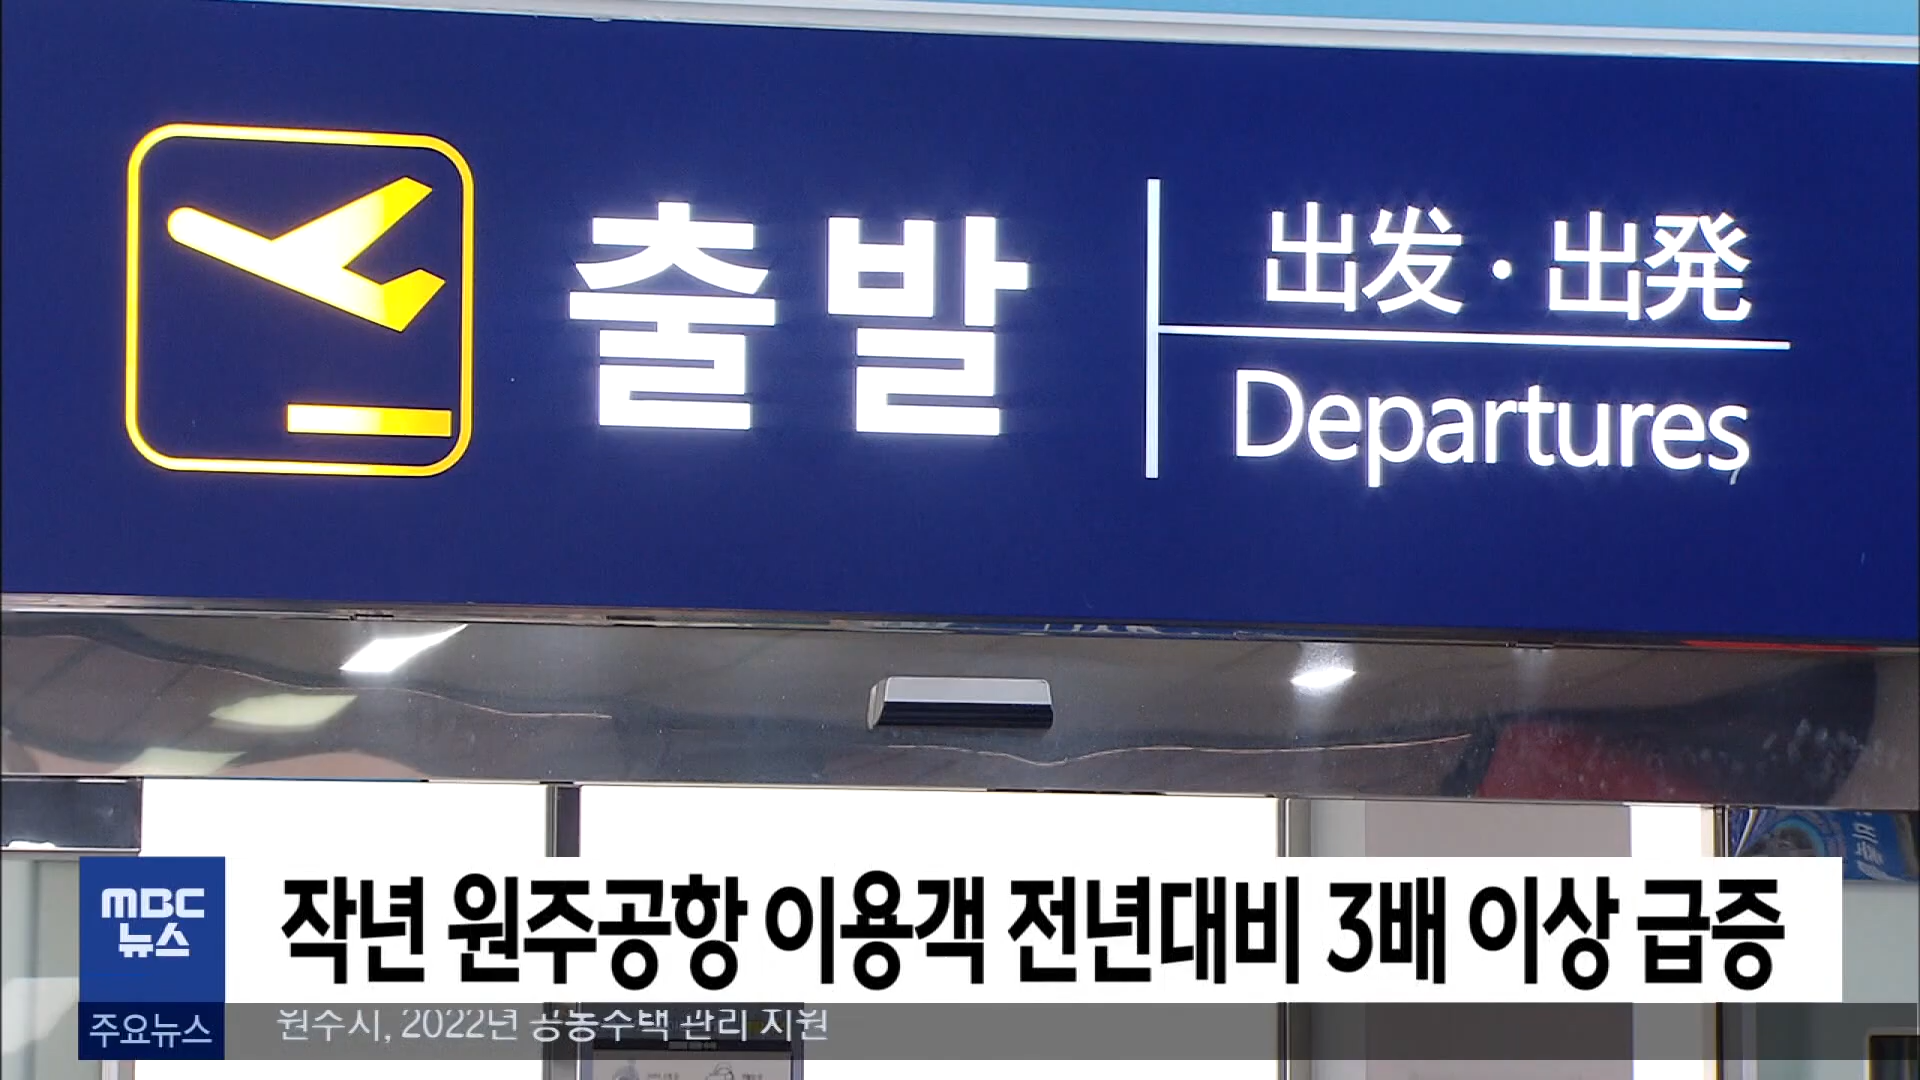 출발
出发·出発
Departures
MBC
뉴스
작년 원주공항 이용객 전년대비 3배 이상 급증
주요뉴스
원주시, 2022년 공동주택 관리 지원